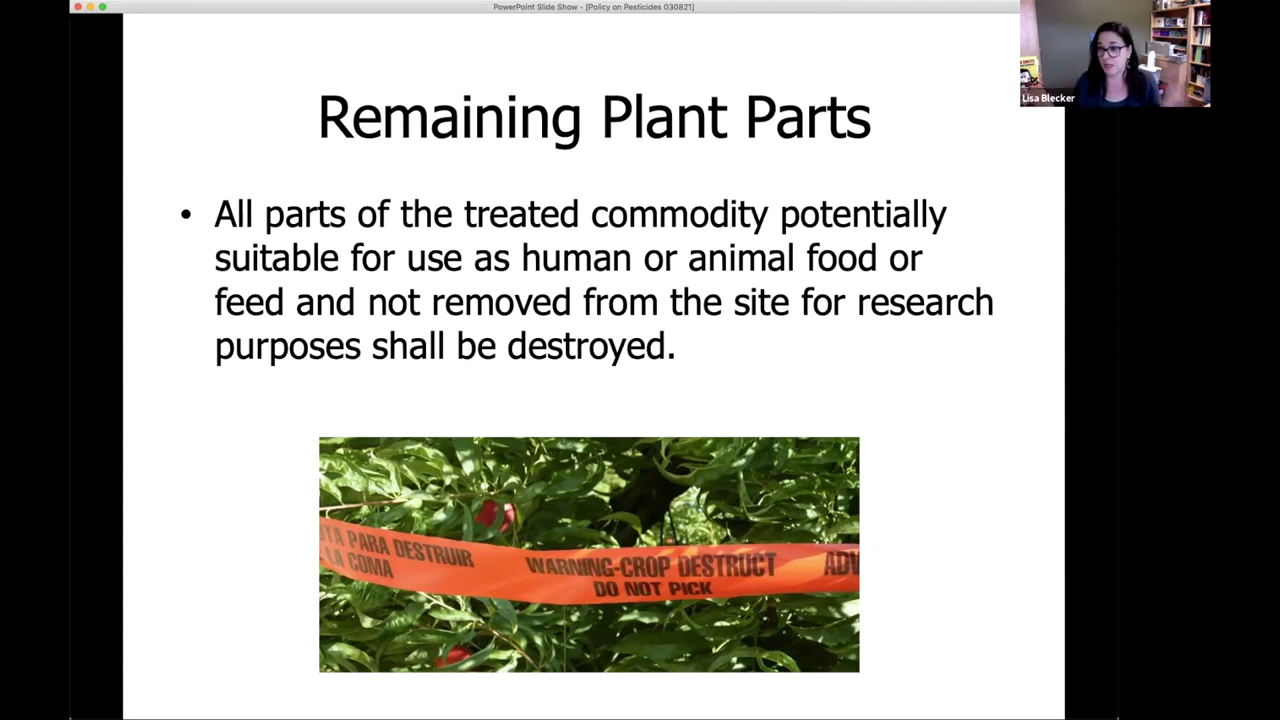 PowerPoint Slide Show - [Policy on Pesticides 030821]
Lisa Blecker
Remaining Plant Parts
• All parts of the treated commodity potentially
suitable for use as human or animal food or
feed and not removed from the site for research
purposes shall be destroyed.
PARA DESTRUIR
LA COMA
WARNING-CROP DESTRUCT
DO NOT PICK